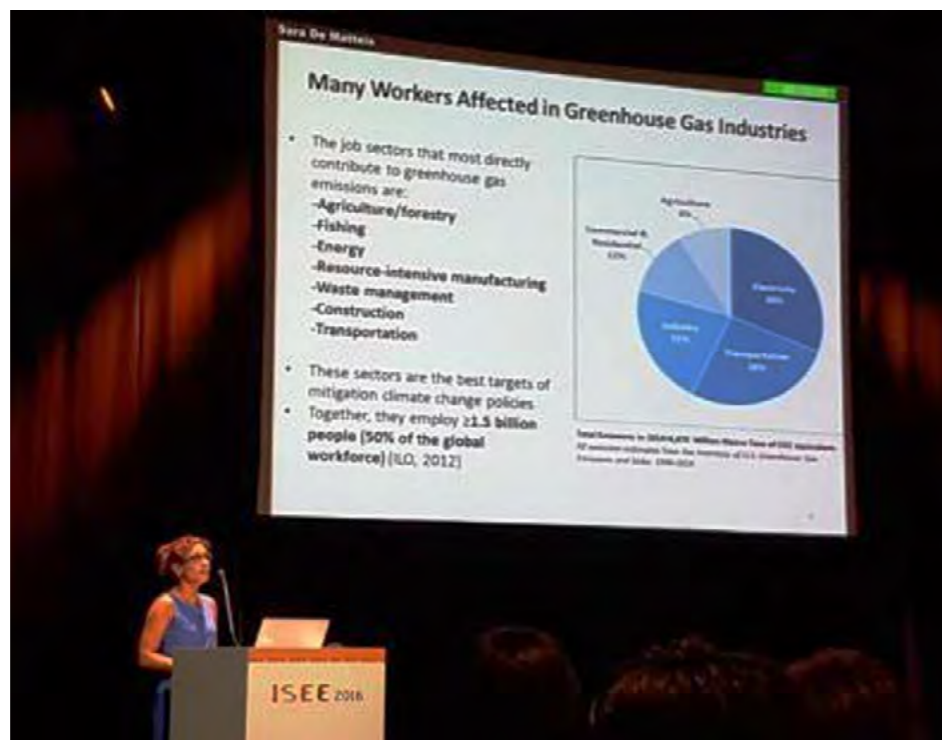 Sara De Matteis
Many Workers Affected in Greenhouse Gas Industries
• The job sectors that most directly
contribute to greenhouse gas
emissions are:
-Agriculture/forestry
-Fishing
-Energy
-Resource-intensive manufacturing
-Waste management
-Construction
-Transportation
• These sectors are the best targets of
mitigation climate change policies
• Together, they employ ≥1.5 billion
people (50% of the global
workforce) (ILO, 2012)
Agriculture
Commercial &
Residential
Electricity
Industry
Transportation
ISEE 2016